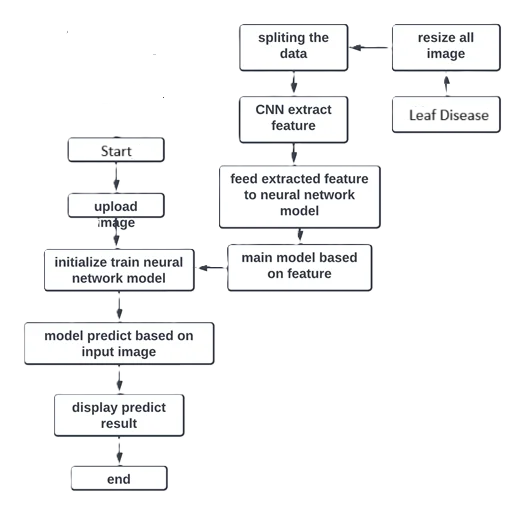 spliting the
data
resize all
image
CNN extract
feature
Leaf Disease
Start
feed extracted feature
to neural network
model
upload
image
main model based
on feature
initialize train neural
network model
model predict based on
input image
display predict
result
end